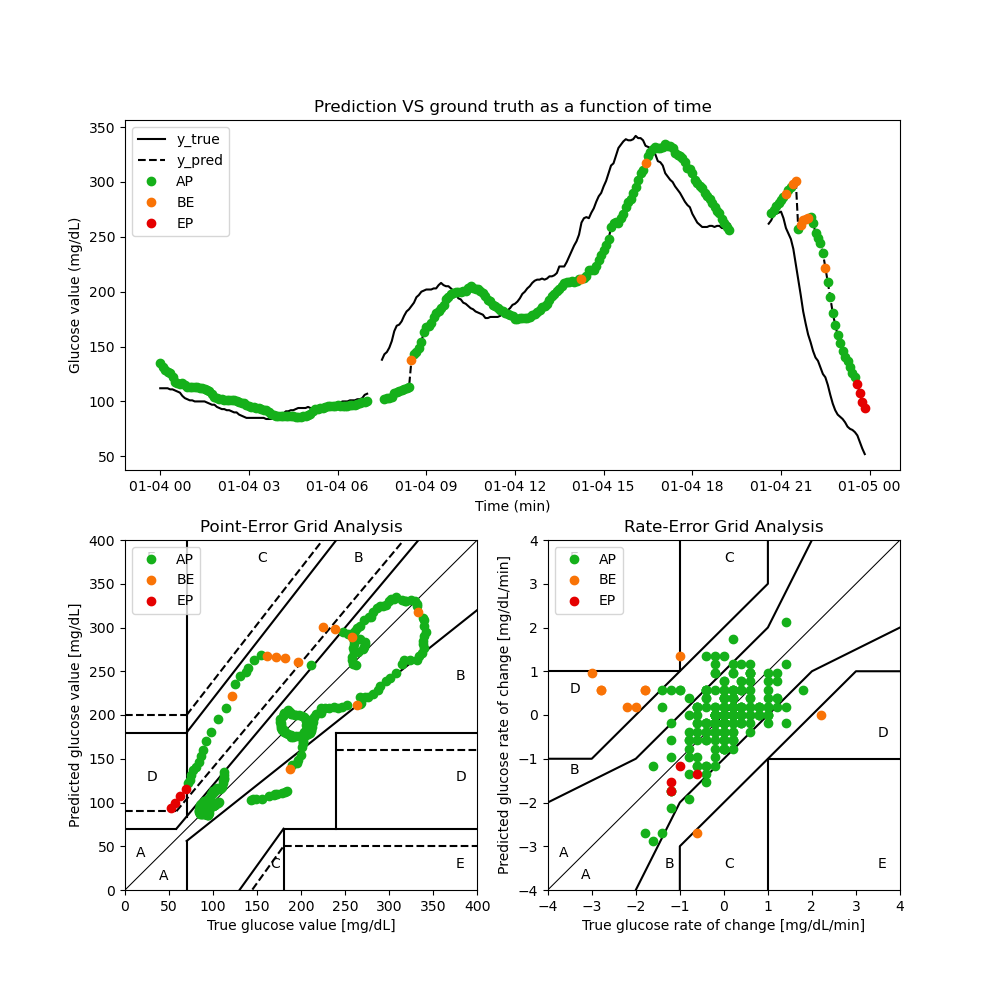 Prediction VS ground truth as a function of time
Glucose value (mg/dL)
350
300
250
200
150
100
50
y_true
y_pred
AP
BE
EP
01-04 00 01-04 03 01-04 06 01-04 09 01-04 12 01-04 15 01-04 18 01-04 21 01-05 00
Time (min)
Point-Error Grid Analysis
Predicted glucose value [mg/dL]
400
350
300
250
200
150
100
50
0
AP
BE
EP
C
B
B
D
D
A
A
C
E
0 50 100 150 200 250 300 350 400
True glucose value [mg/dL]
Rate-Error Grid Analysis
Predicted glucose rate of change [mg/dL/min]
4
3
2
1
0
−1
−2
−3
−4
AP
BE
EP
C
D
D
B
A
A
B
C
E
−4 −3 −2 −1 0 1 2 3 4
True glucose rate of change [mg/dL/min]